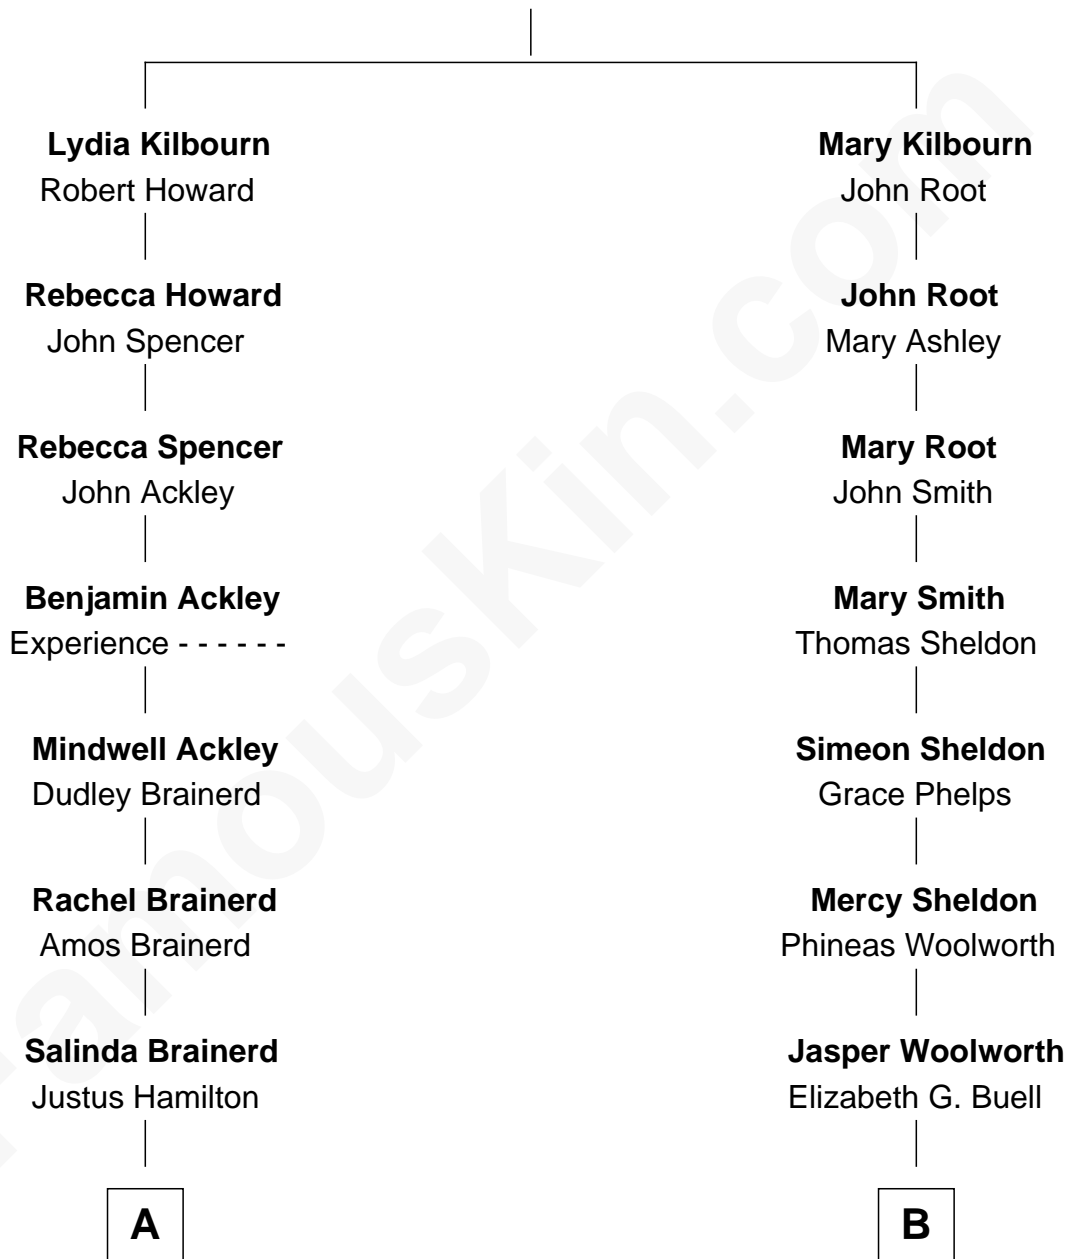 Lydia Kilbourn
Robert Howard
Rebecca Howard
John Spencer
Rebecca Spencer
John Ackley
Benjamin Ackley
Experience - - - - - -
Mindwell Ackley
Dudley Brainerd
Rachel Brainerd
Amos Brainerd
Salinda Brainerd
Justus Hamilton
A
Mary Kilbourn
John Root
John Root
Mary Ashley
Mary Root
John Smith
Mary Smith
Thomas Sheldon
Simeon Sheldon
Grace Phelps
Mercy Sheldon
Phineas Woolworth
Jasper Woolworth
Elizabeth G. Buell
B
FamousKin.com